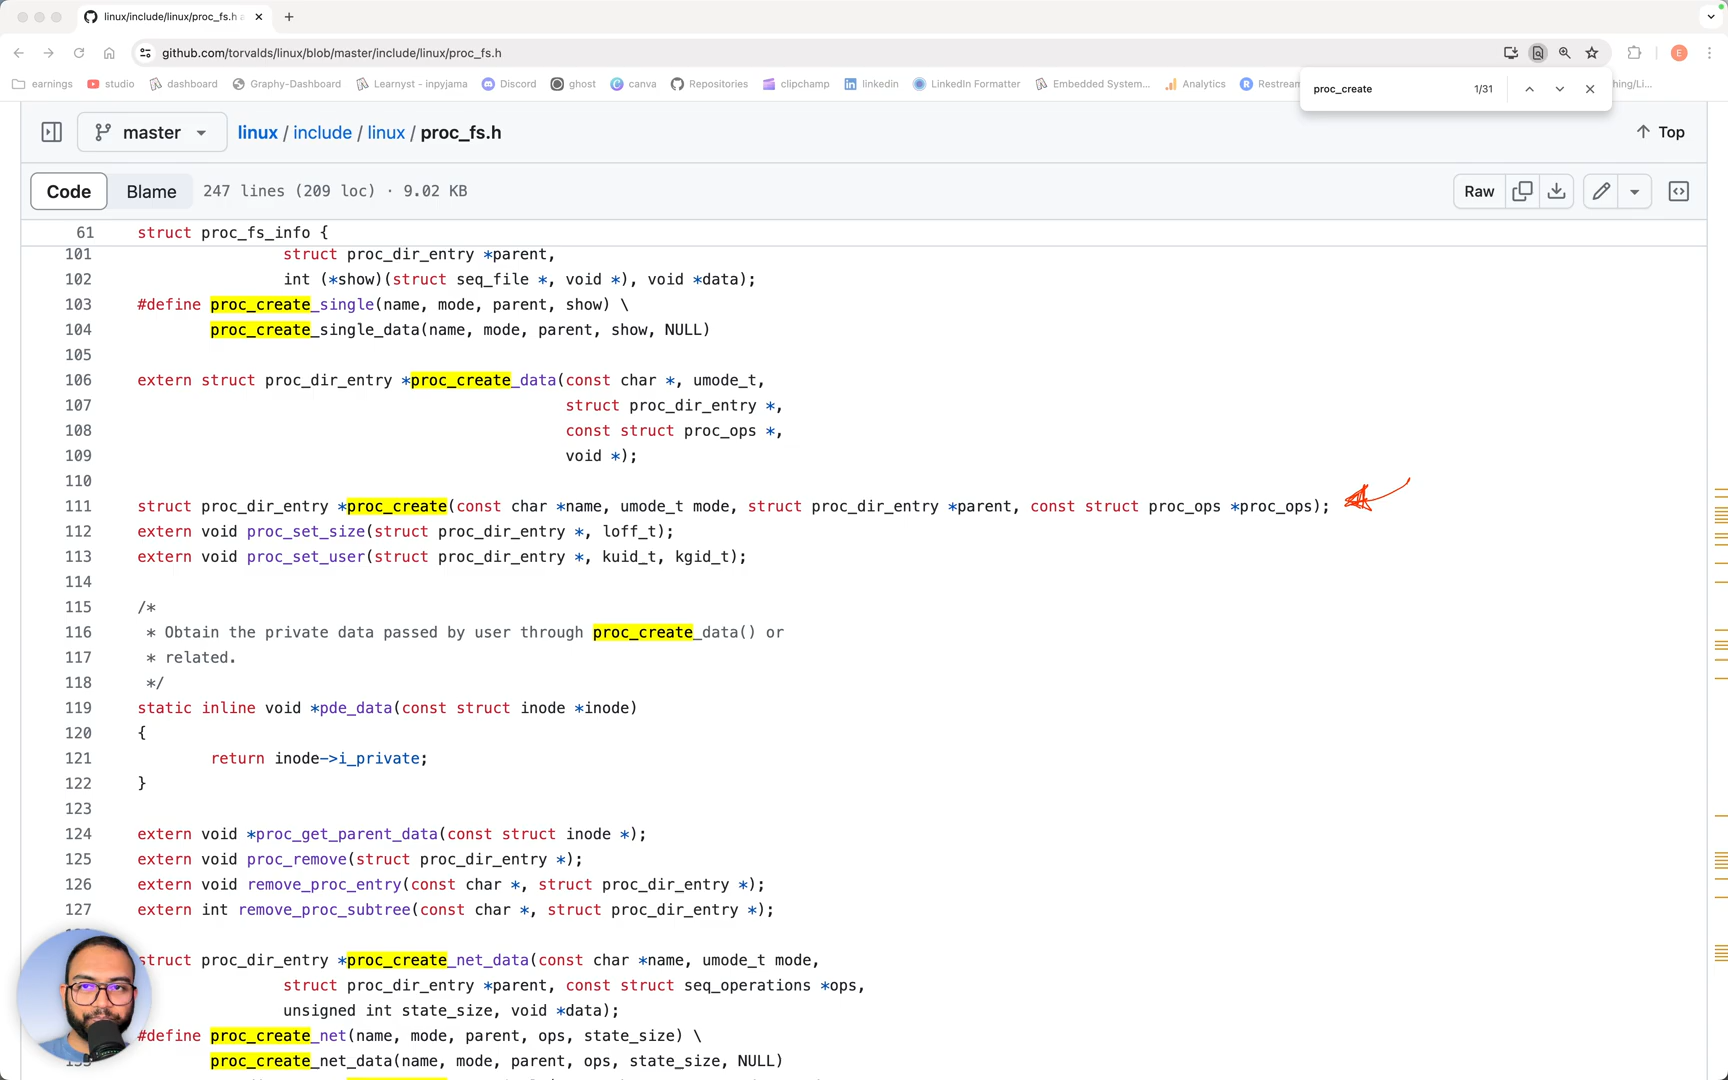 linux/include/linux/proc_fs.h a
github.com/torvalds/linux/blob/master/include/linux/proc_fs.h
E
earnings studio dashboard Graphy-Dashboard Learnyst - inpyjama Discord ghost canva Repositories clipchamp linkedin LinkedIn Formatter Embedded System... Analytics Restream hing/Li...
proc_create 1/31
master linux / include / linux / proc_fs.h Top
Code Blame 247 lines (209 loc) · 9.02 KB Raw
61 struct proc_fs_info {
101 struct proc_dir_entry *parent,
102 int (*show)(struct seq_file *, void *), void *data);
103 #define proc_create_single(name, mode, parent, show) \
104 proc_create_single_data(name, mode, parent, show, NULL)
105
106 extern struct proc_dir_entry *proc_create_data(const char *, umode_t,
107 struct proc_dir_entry *,
108 const struct proc_ops *,
109 void *);
110
111 struct proc_dir_entry *proc_create(const char *name, umode_t mode, struct proc_dir_entry *parent, const struct proc_ops *proc_ops);
112 extern void proc_set_size(struct proc_dir_entry *, loff_t);
113 extern void proc_set_user(struct proc_dir_entry *, kuid_t, kgid_t);
114
115 /*
116 * Obtain the private data passed by user through proc_create_data() or
117 * related.
118 */
119 static inline void *pde_data(const struct inode *inode)
120 {
121 return inode->i_private;
122 }
123
124 extern void *proc_get_parent_data(const struct inode *);
125 extern void proc_remove(struct proc_dir_entry *);
126 extern void remove_proc_entry(const char *, struct proc_dir_entry *);
127 extern int remove_proc_subtree(const char *, struct proc_dir_entry *);
struct proc_dir_entry *proc_create_net_data(const char *name, umode_t mode,
struct proc_dir_entry *parent, const struct seq_operations *ops,
unsigned int state_size, void *data);
#define proc_create_net(name, mode, parent, ops, state_size) \
proc_create_net_data(name, mode, parent, ops, state_size, NULL)